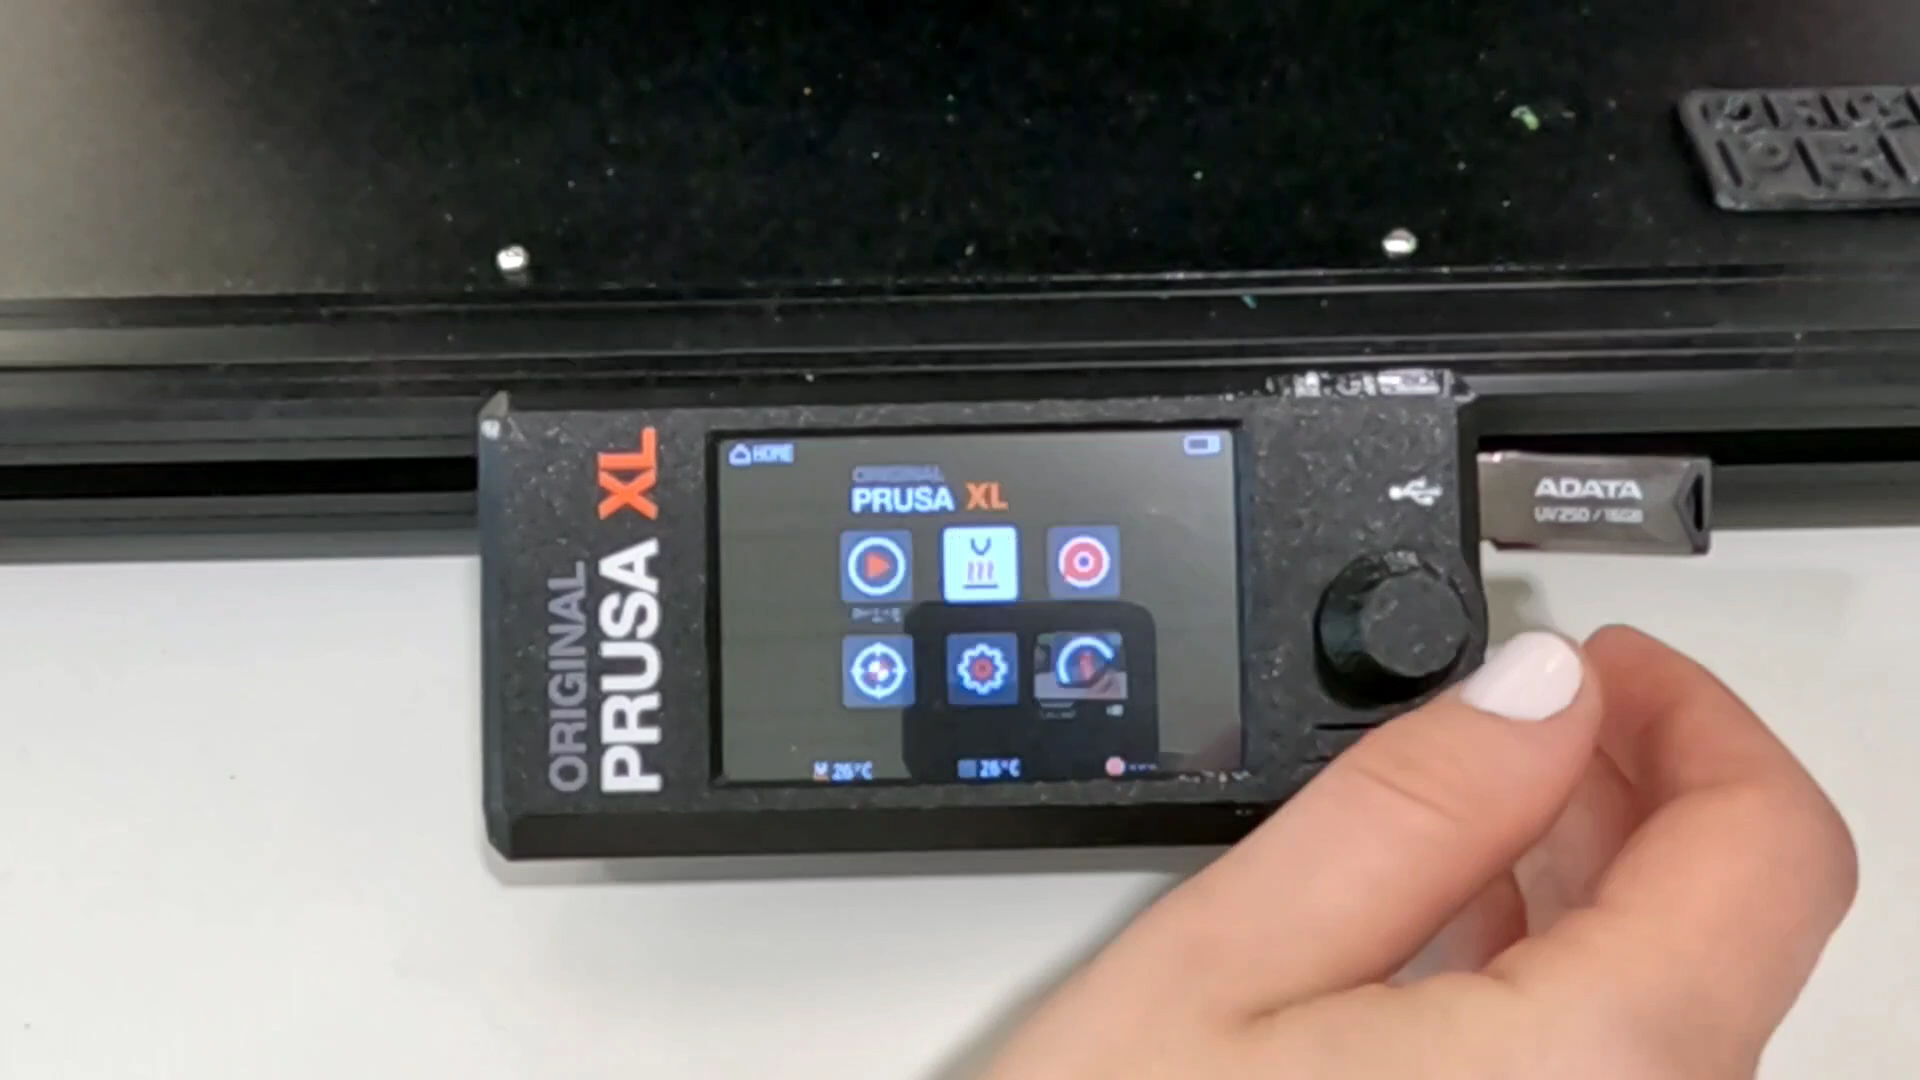 ORIGINAL
PRUSA XL
HOME
ORIGINAL
PRUSA XL
26°C
26°C
ADATA
UV250 / 16GB